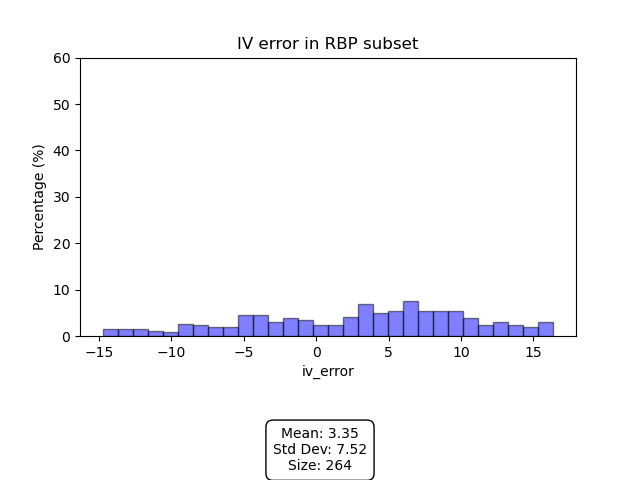 IV error in RBP subset
60
50
40
30
20
10
0
Percentage (%)
−15
−10
−5
0
5
10
15
iv_error
Mean: 3.35
Std Dev: 7.52
Size: 264